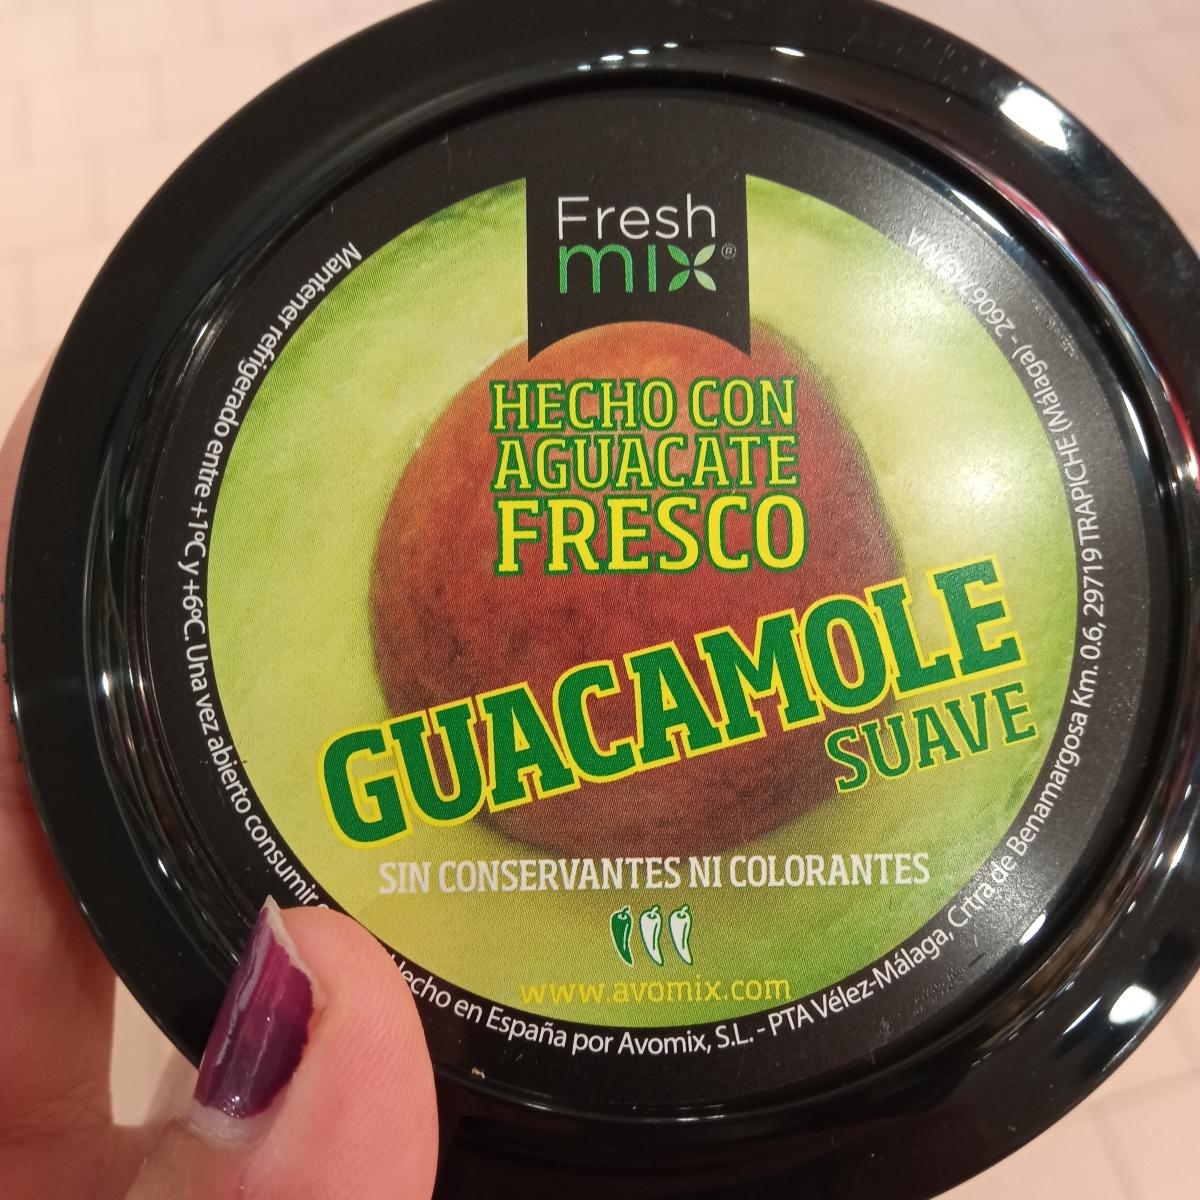 Fresh
mix®
HECHO CON
AGUACATE
FRESCO
GUACAMOLE
SUAVE
SIN CONSERVANTES NI COLORANTES
www.avomix.com
Mantener refrigerado entre +1ºC y +6ºC. Una vez abierto consumir
Hecho en España por Avomix, S.L. - PTA Vélez-Málaga, Crtra de Benamargosa Km. 0.6, 29719 TRAPICHE (Málaga) -